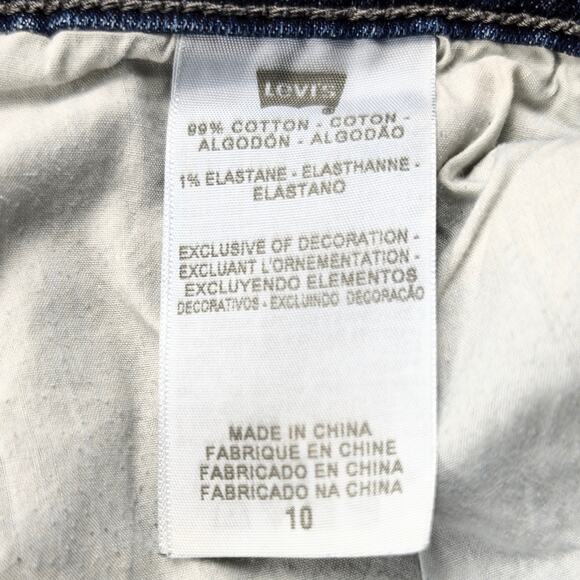 LEVI'S
®
99% COTTON - COTON -
ALGODÓN - ALGODÃO
1% ELASTANE - ELASTHANNE -
ELASTANO
EXCLUSIVE OF DECORATION -
EXCLUANT L'ORNEMENTATION -
EXCLUYENDO ELEMENTOS
DECORATIVOS - EXCLUINDO DECORAÇÃO
MADE IN CHINA
FABRIQUE EN CHINE
FABRICADO EN CHINA
FABRICADO NA CHINA
10